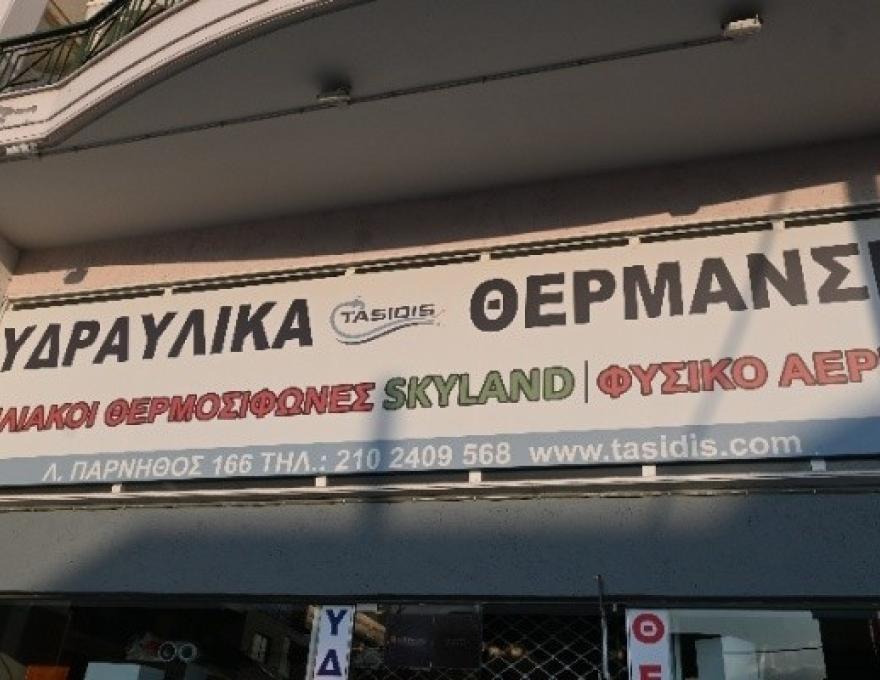 ΥΔΡΑΥΛΙΚΑ TASIDIS ΘΕΡΜΑΝΣ
ΛΙΑΚΟΙ ΘΕΡΜΟΣΙΦΩΝΕΣ SKYLAND | ΦΥΣΙΚΟ ΑΕΡ
Λ. ΠΑΡΝΗΘΟΣ 166 ΤΗΛ.: 210 2409 568 www.tasidis.com
Υ Θ
Δ Ε